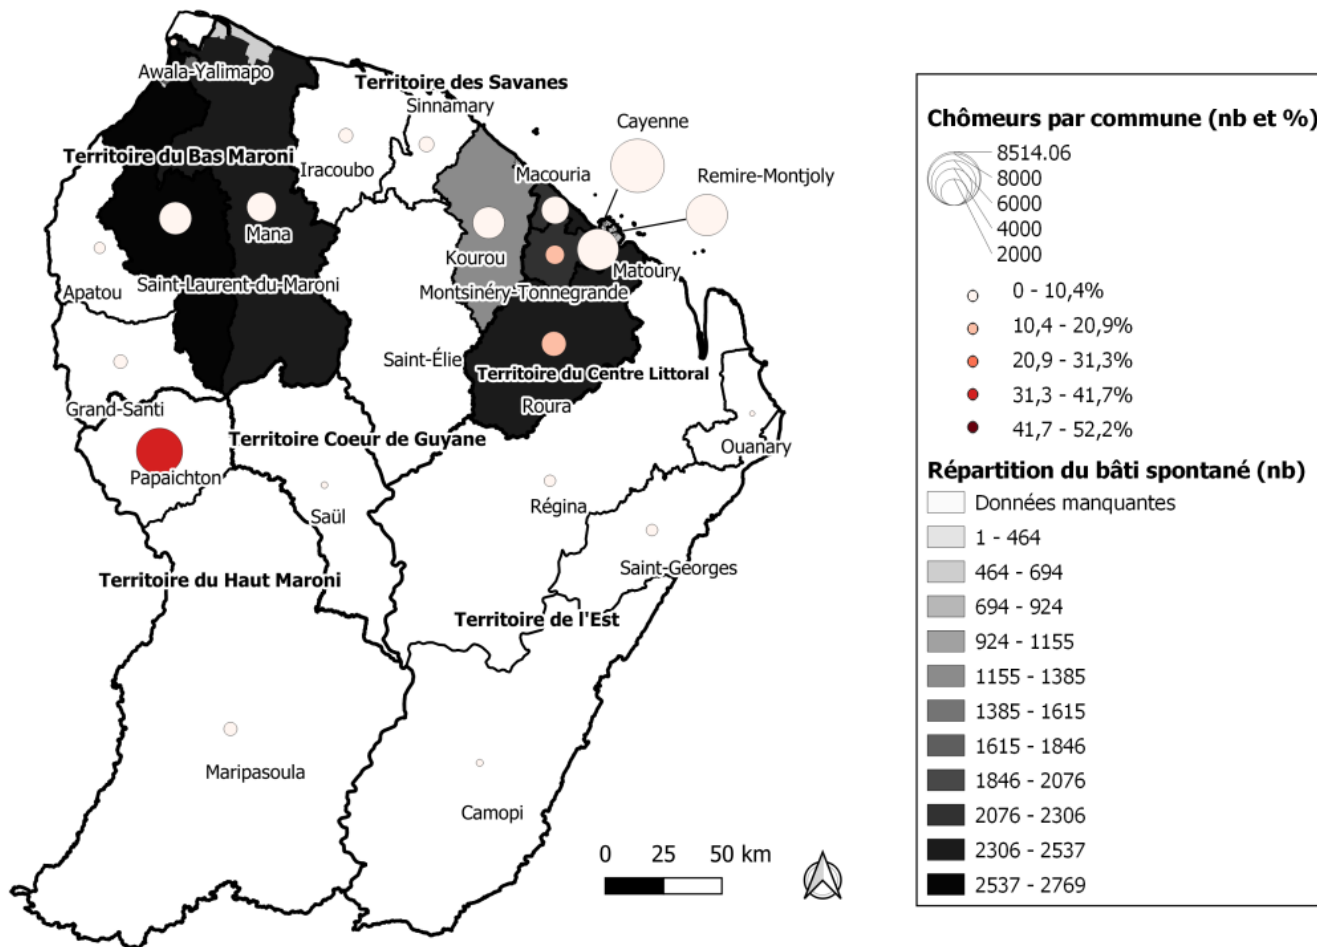 Awala-Yalimapo
Territoire des Savanes
Sinnamary
Cayenne
Territoire du Bas Maroni
Iracoubo
Macouria
Remire-Montjoly
Mana
Kourou
Matoury
Apatou
Saint-Laurent-du-Maroni
Montsinéry-Tonnegrande
Saint-Élie
Territoire du Centre Littoral
Grand-Santi
Roura
Territoire Coeur de Guyane
Ouanary
Papaichton
Saül
Régina
Territoire du Haut Maroni
Saint-Georges
Territoire de l'Est
Maripasoula
Camopi
0 25 50 km
Chômeurs par commune (nb et %)
8514.06
8000
6000
4000
2000
0 - 10,4%
10,4 - 20,9%
20,9 - 31,3%
31,3 - 41,7%
41,7 - 52,2%
Répartition du bâti spontané (nb)
Données manquantes
1 - 464
464 - 694
694 - 924
924 - 1155
1155 - 1385
1385 - 1615
1615 - 1846
1846 - 2076
2076 - 2306
2306 - 2537
2537 - 2769